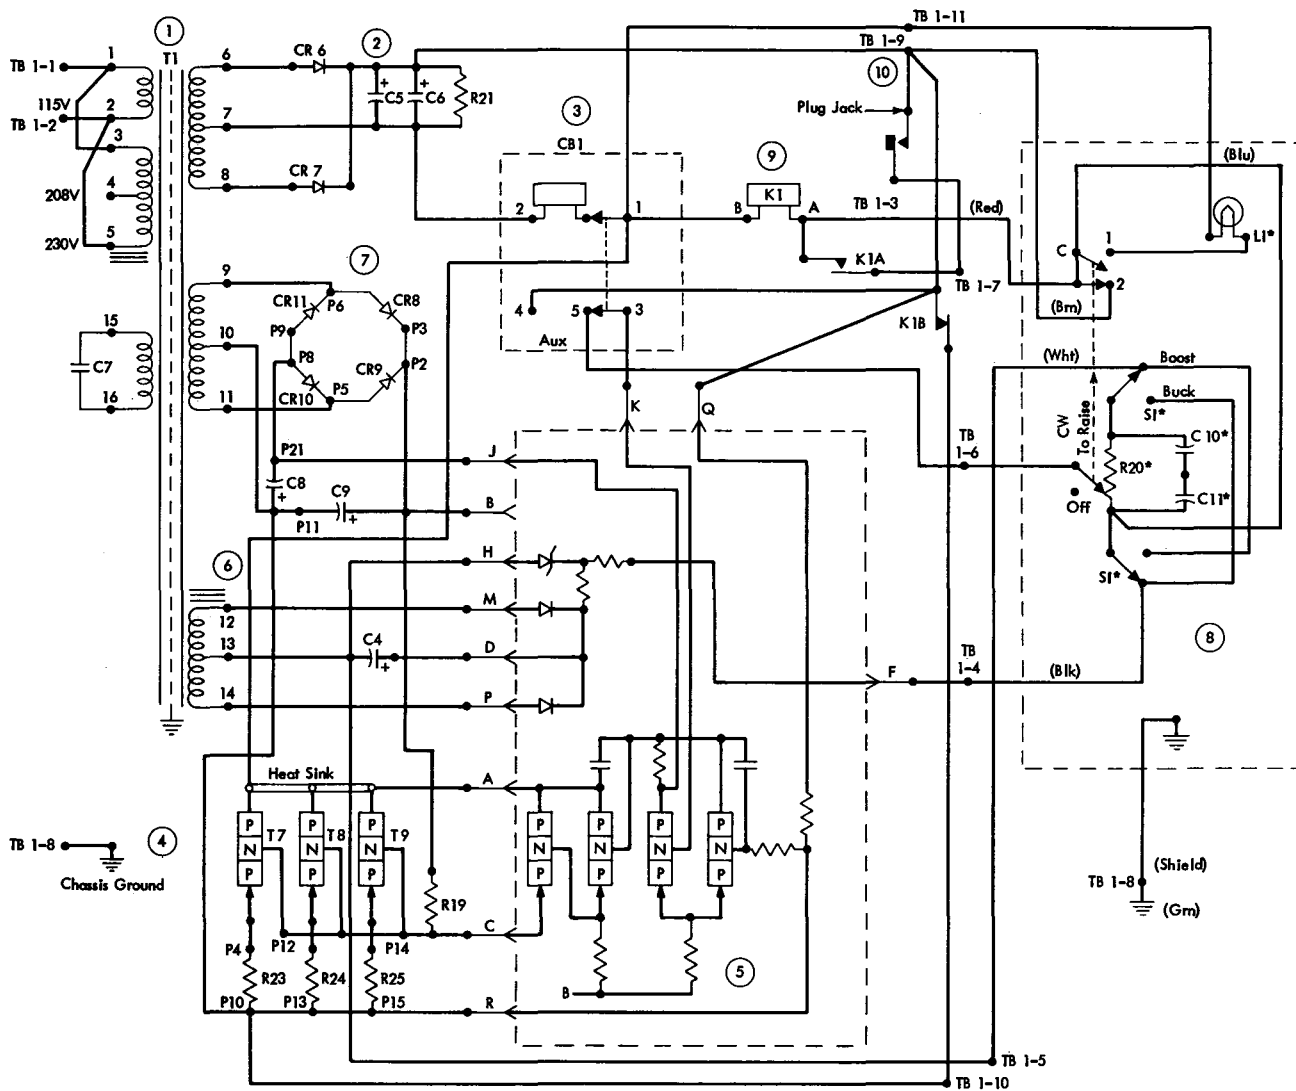 TB 1-11
1
T1
2
TB 1-9
10
CR 6
6
1
TB 1-1
+
C5
+
C6
R21
Plug Jack
115V
2
TB 1-2
7
3
3
CB1
9
(Blu)
4
208V
CR 7
8
2
1
B
K1
A
TB 1-3
(Red)
5
230V
L1*
C
1
K1A
9
7
2
TB 1-7
CR11
P6
CR8
(Brn)
15
10
P9
P3
4
5
3
K1B
Aux
C7
P8
CR9
P2
(Wht)
Boost
16
11
CR10
P5
Buck
S1*
K
Q
CW
To Raise
P21
J
TB
1-6
C 10*
R20*
C8
+
C9
+
B
Off
C11*
P11
6
H
S1*
12
M
13
C4
+
D
8
14
P
F
TB
1-4
(Blk)
Heat Sink
A
TB 1-8
Chassis Ground
4
P
N
P
T7
P
N
P
T8
P
N
P
T9
P
N
P
P
N
P
P
N
P
P
N
P
R19
TB 1-8
(Shield)
(Grn)
P4
P12
P14
C
R23
R24
R25
5
B
P10
P13
P15
R
TB 1-5
TB 1-10